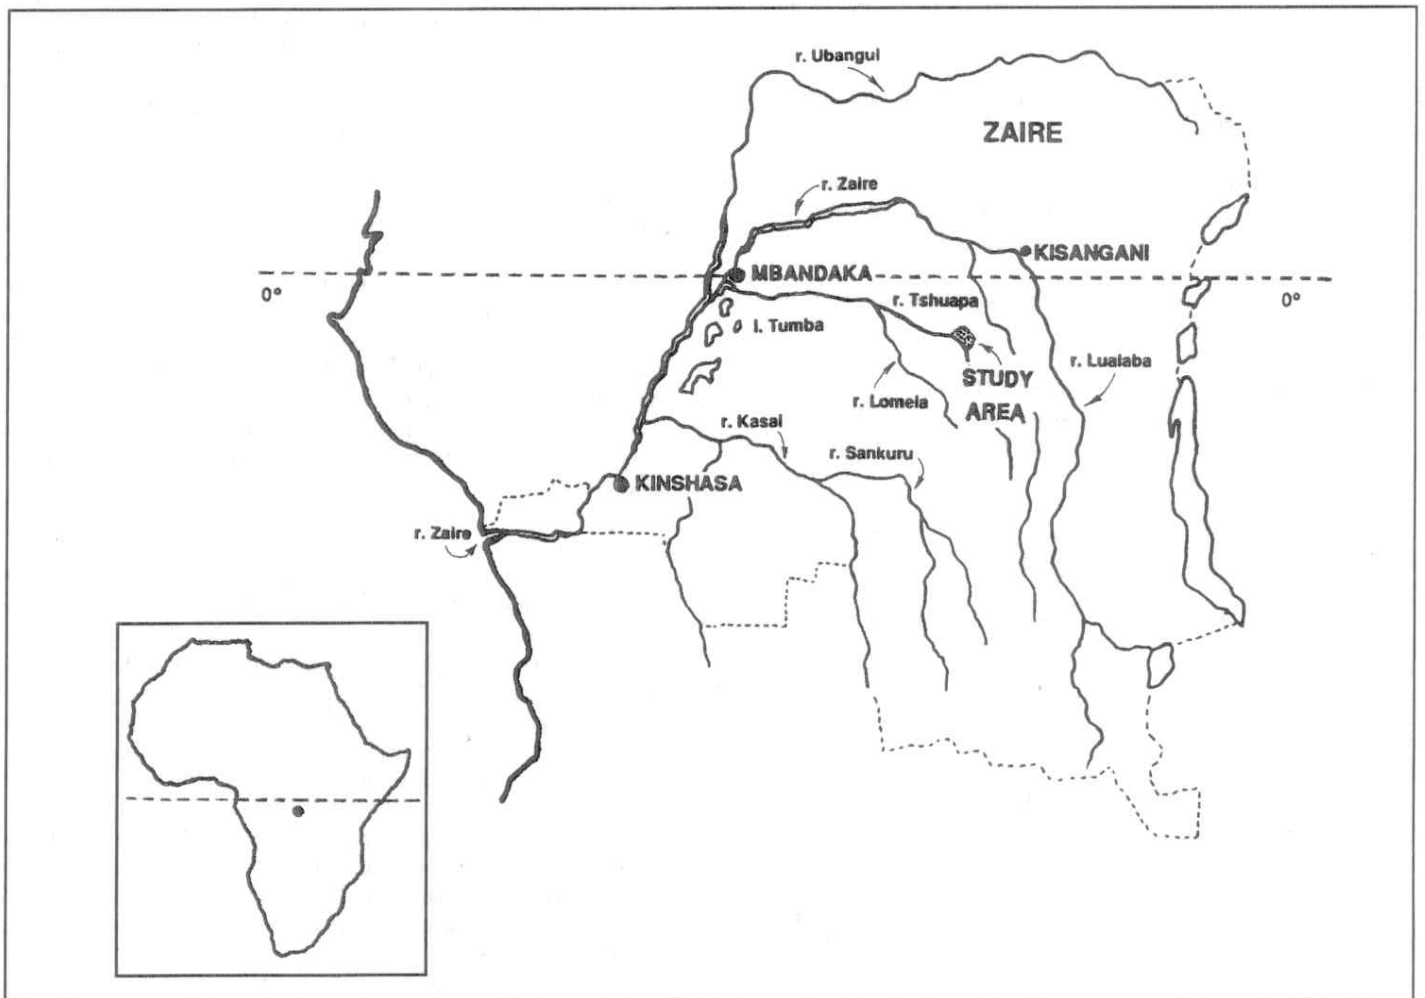 r. Ubangui
ZAIRE
r. Zaire
KISANGANI
MBANDAKA
0°
0°
r. Tshuapa
l. Tumba
r. Lualaba
STUDY
AREA
r. Lomela
r. Kasai
r. Sankuru
KINSHASA
r. Zaire